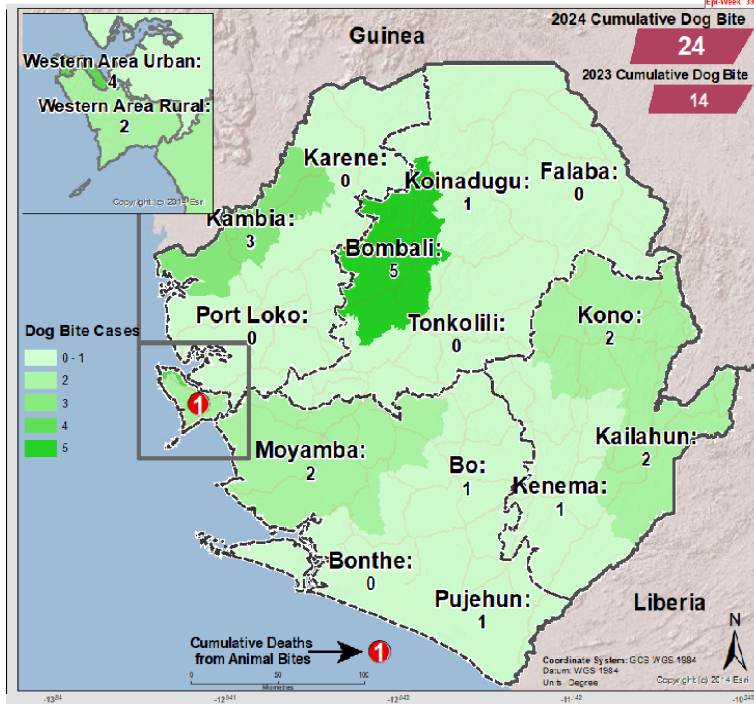 Epi-Week: 39
2024 Cumulative Dog Bite
24
2023 Cumulative Dog Bite
14
Guinea
Western Area Urban:
4
Western Area Rural:
2
Copyright (c) 2014 Esri
Karene:
0
Koinadugu:
1
Falaba:
0
Kambia:
3
Bombali:
5
Port Loko:
0
Tonkolili:
0
Kono:
2
Dog Bite Cases
0 - 1
2
3
4
5
1
Moyamba:
2
Bo:
1
Kenema:
1
Kailahun:
2
Bonthe:
0
Pujehun:
1
Liberia
N
Cumulative Deaths
from Animal Bites
1
0 50 100
Kilometres
Coordinate System: GCS WGS 1984
Datum: WGS 1984
Units: Degree
Copyright (c) 2014 Esri